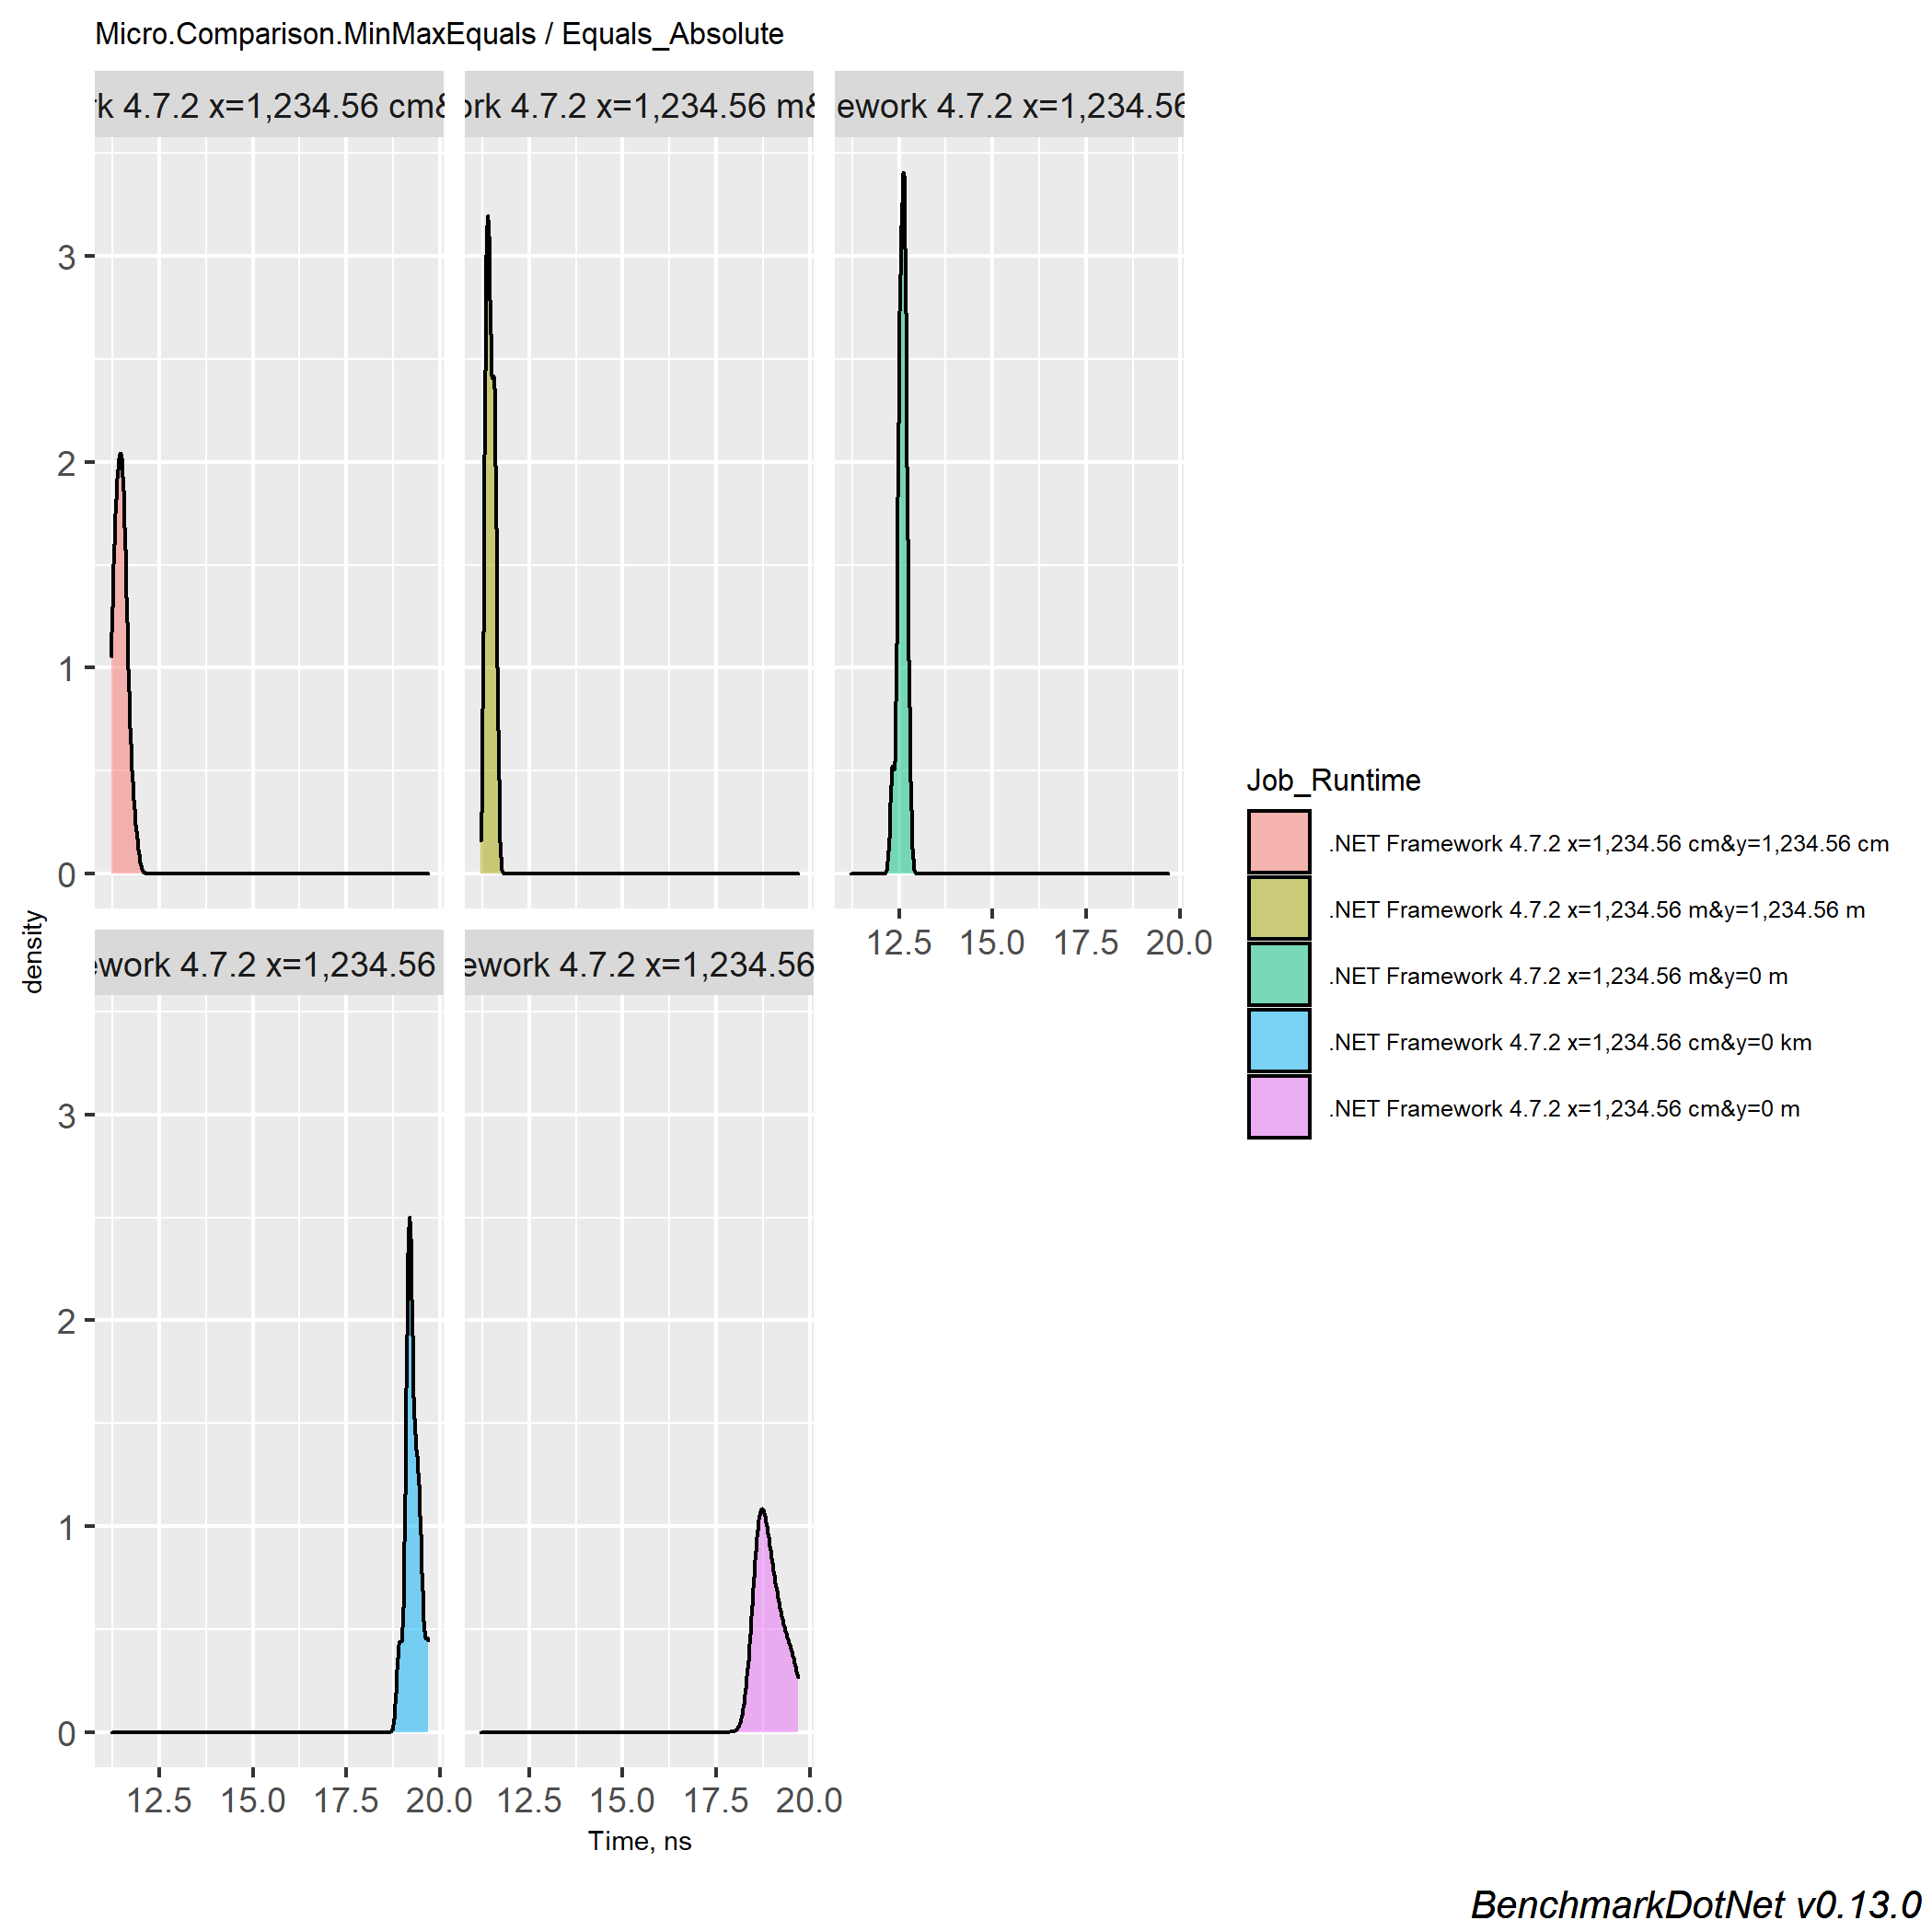 Micro.Comparison.MinMaxEquals / Equals_Absolute
rk 4.7.2 x=1,234.56 cm&
ork 4.7.2 x=1,234.56 m&
ework 4.7.2 x=1,234.56
3
2
1
0
12.5
15.0
17.5
20.0
ework 4.7.2 x=1,234.56
ework 4.7.2 x=1,234.56
3
2
1
0
12.5
15.0
17.5
20.0
12.5
15.0
17.5
20.0
density
Time, ns
Job_Runtime
.NET Framework 4.7.2 x=1,234.56 cm&y=1,234.56 cm
.NET Framework 4.7.2 x=1,234.56 m&y=1,234.56 m
.NET Framework 4.7.2 x=1,234.56 m&y=0 m
.NET Framework 4.7.2 x=1,234.56 cm&y=0 km
.NET Framework 4.7.2 x=1,234.56 cm&y=0 m
BenchmarkDotNet v0.13.0